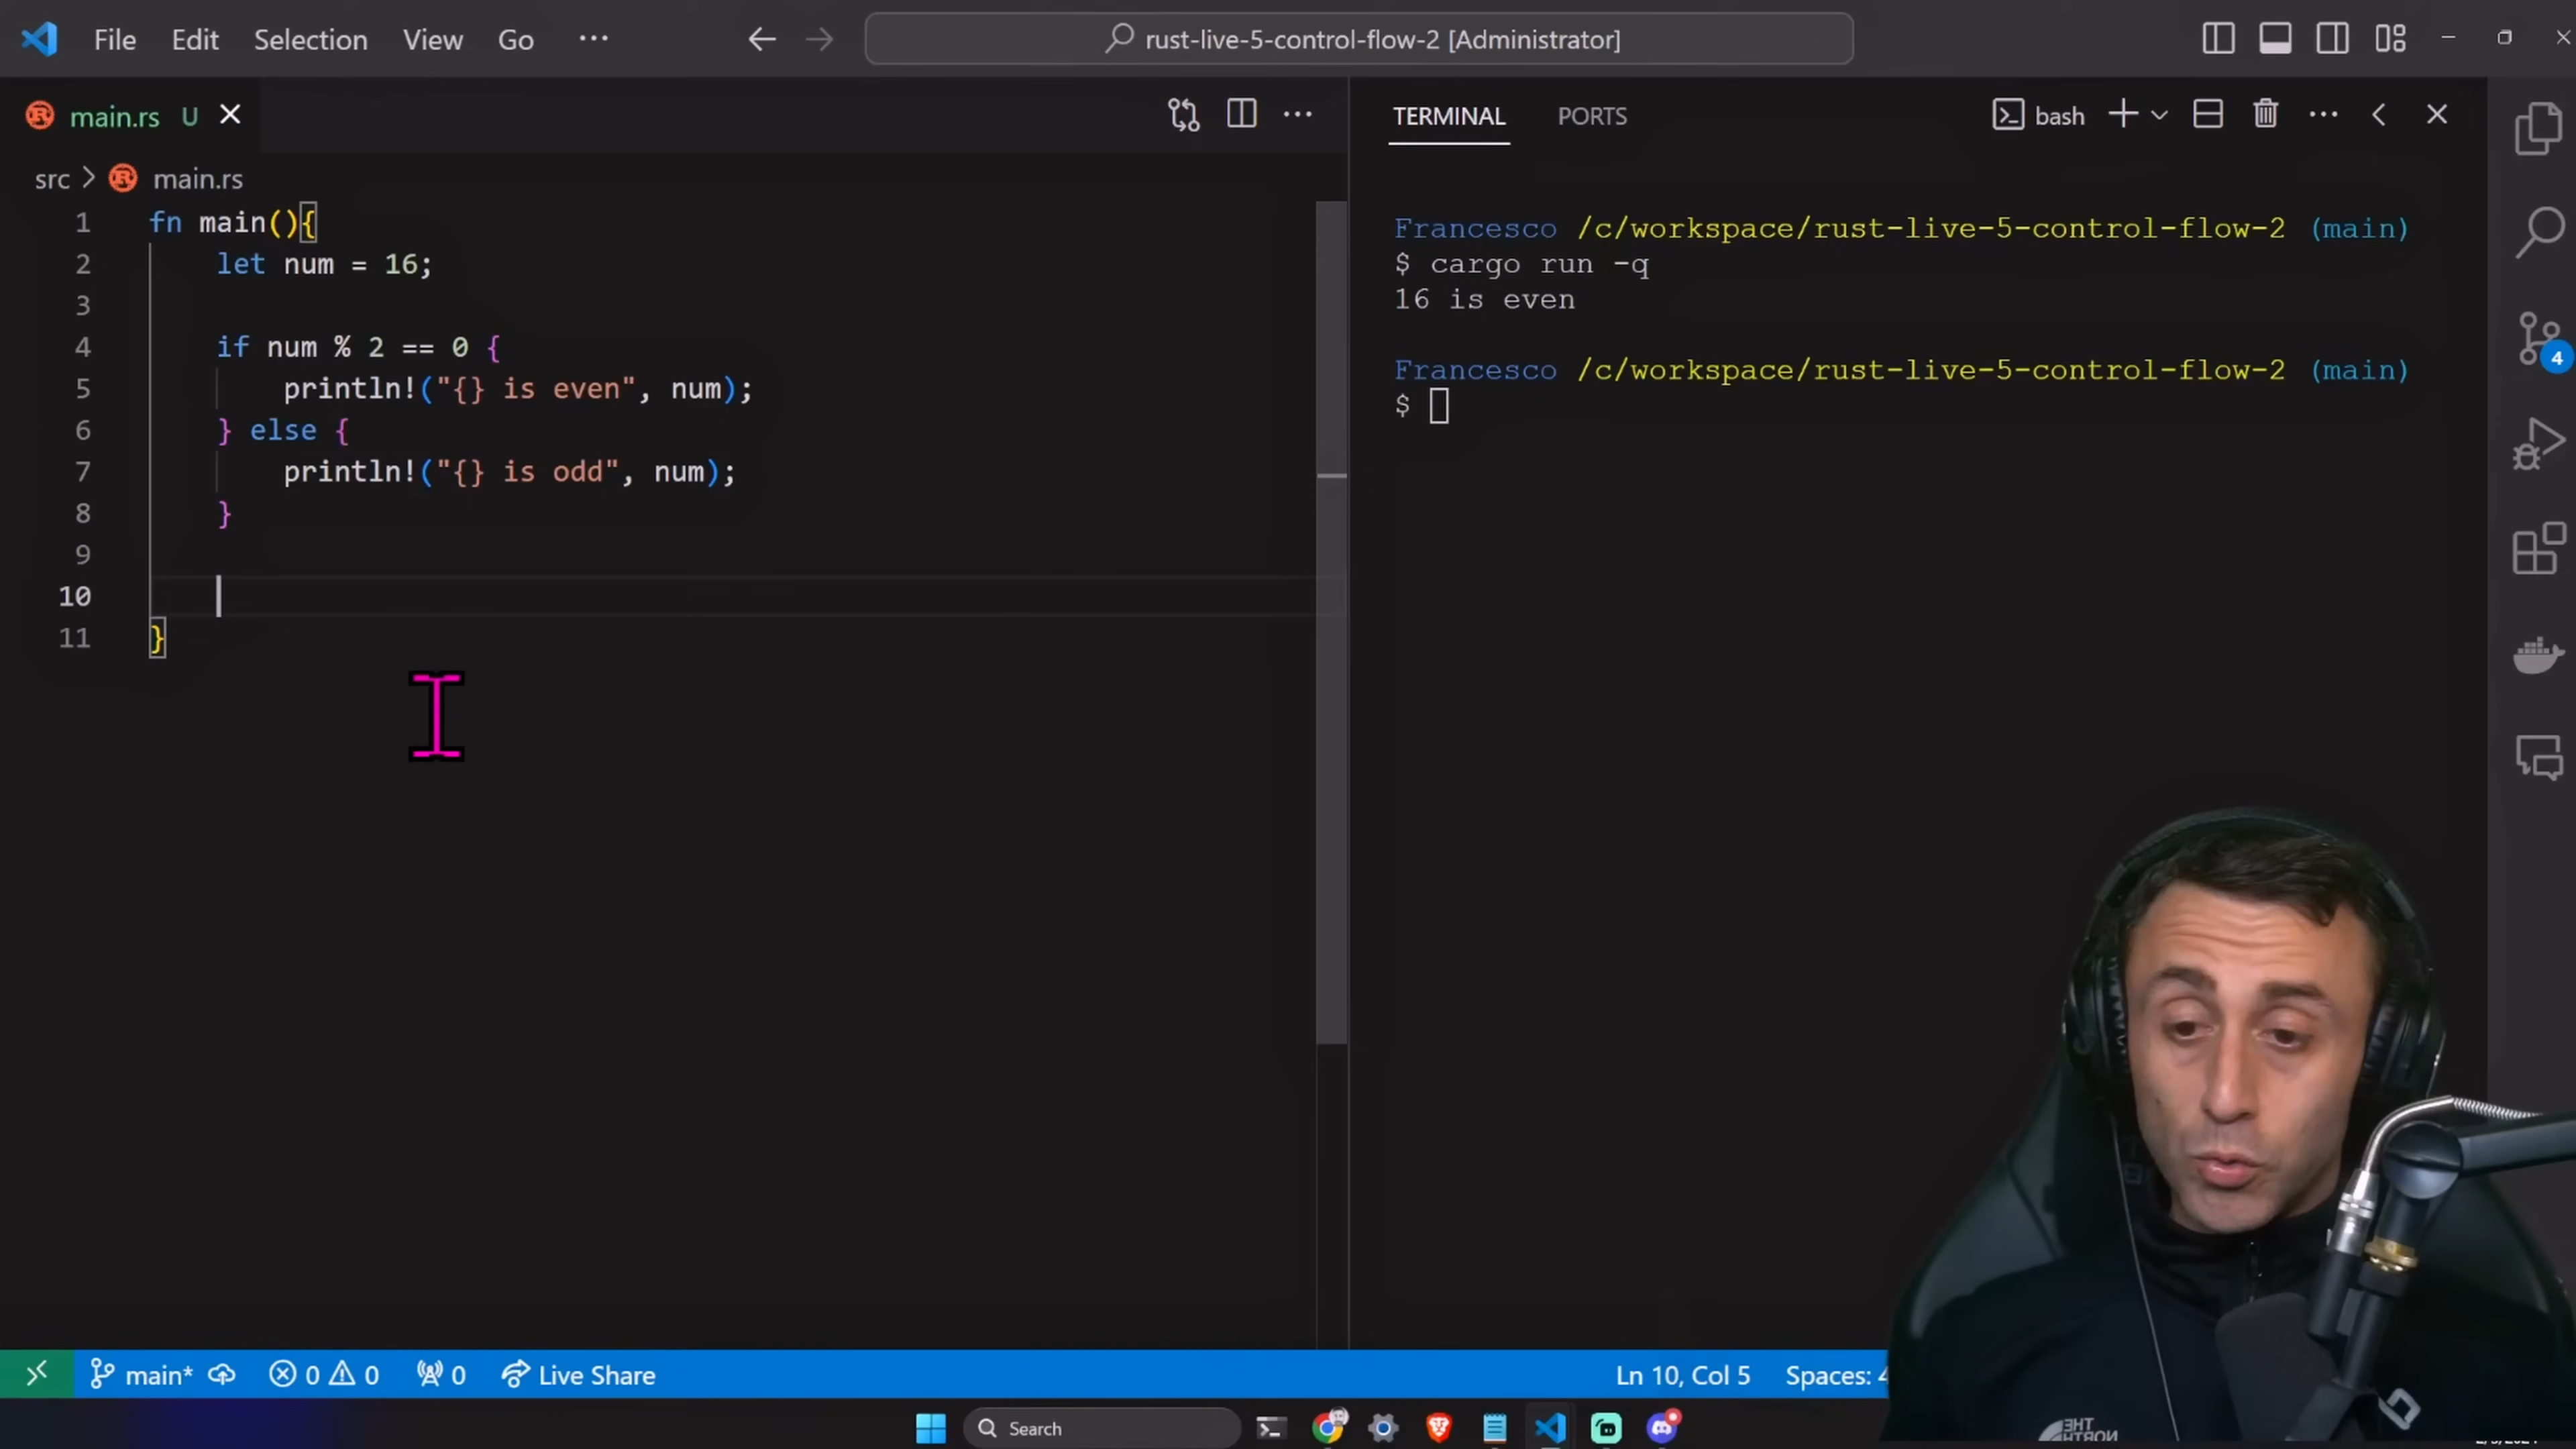 File Edit Selection View Go ...
rust-live-5-control-flow-2 [Administrator]
main.rs U
src > main.rs
1 fn main(){
2 let num = 16;
3
4 if num % 2 == 0 {
5 println!("{} is even", num);
6 } else {
7 println!("{} is odd", num);
8 }
9
10
11 }
TERMINAL PORTS
bash
Francesco /c/workspace/rust-live-5-control-flow-2 (main)
$ cargo run -q
16 is even
Francesco /c/workspace/rust-live-5-control-flow-2 (main)
$
4
main* 0 0 0 Live Share
Ln 10, Col 5 Spaces: 4
Search
THE
NORTH